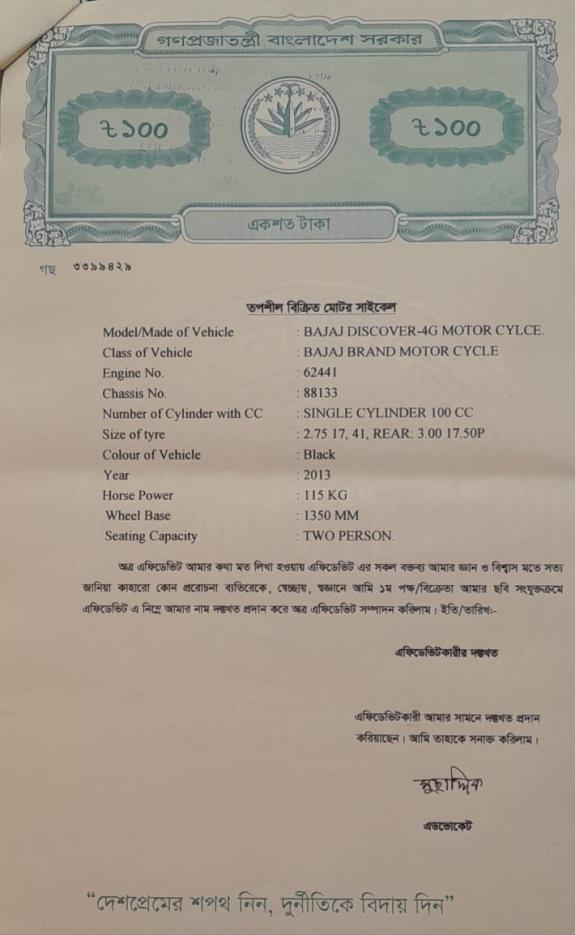 গণপ্রজাতন্ত্রী বাংলাদেশ সরকার
৳১০০ ৳১০০
একশত টাকা
গছ ৩৩৯৯৪২৯
তপশীল বিক্রিত মোটর সাইকেল
Model/Made of Vehicle : BAJAJ DISCOVER-4G MOTOR CYLCE.
Class of Vehicle : BAJAJ BRAND MOTOR CYCLE
Engine No. : 62441
Chassis No. : 88133
Number of Cylinder with CC : SINGLE CYLINDER 100 CC
Size of tyre : 2.75 17, 41, REAR: 3.00 17.50P
Colour of Vehicle : Black
Year : 2013
Horse Power : 115 KG
Wheel Base : 1350 MM
Seating Capacity : TWO PERSON.
অত্র এফিডেভিট আমার কথা মত লিখা হওয়ায় এফিডেভিট এর সকল বক্তব্য আমার জ্ঞান ও বিশ্বাস মতে সত্য
জানিয়া কাহারো কোন প্ররোচনা ব্যতিরেকে, স্বেচ্ছায়, স্বজ্ঞানে আমি ১ম পক্ষ/বিক্রেতা আমার ছবি সংযুক্তক্রমে
এফিডেভিট এ নিম্নে আমার নাম দস্তখত প্রদান করে অত্র এফিডেভিট সম্পাদন করিলাম। ইতি/তারিখঃ-
এফিডেভিটকারীর দস্তখত
এফিডেভিটকারী আমার সামনে দস্তখত প্রদান
করিয়াছেন। আমি তাহাকে সনাক্ত করিলাম।
এডভোকেট
“দেশপ্রেমের শপথ নিন, দুর্নীতিকে বিদায় দিন”